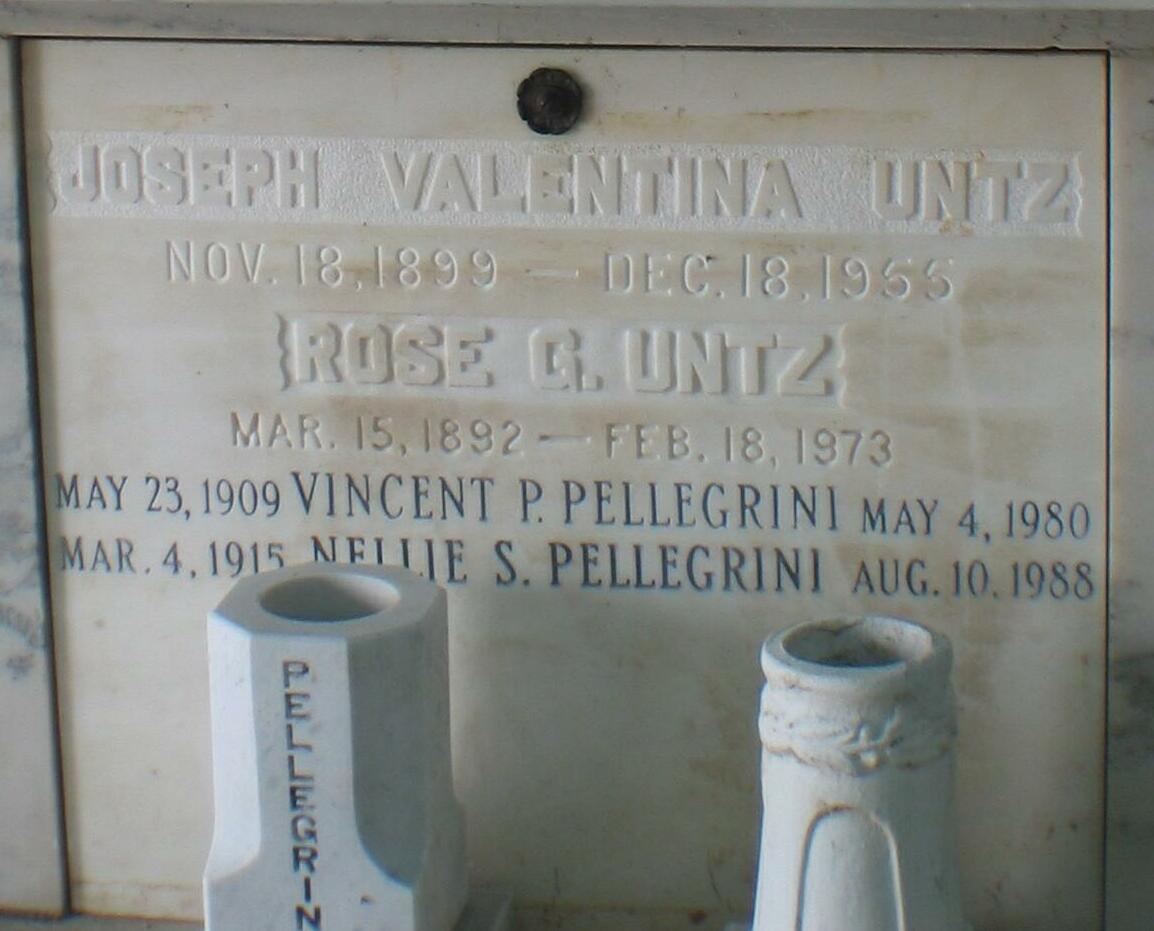 JOSEPH VALENTINA UNTZ
NOV. 18, 1899 — DEC. 18, 1955
ROSE G. UNTZ
MAR. 15, 1892 — FEB. 18, 1973
MAY 23, 1909 VINCENT P. PELLEGRINI MAY 4, 1980
MAR. 4, 1915 NELLIE S. PELLEGRINI AUG. 10. 1988
PELLEGRIN